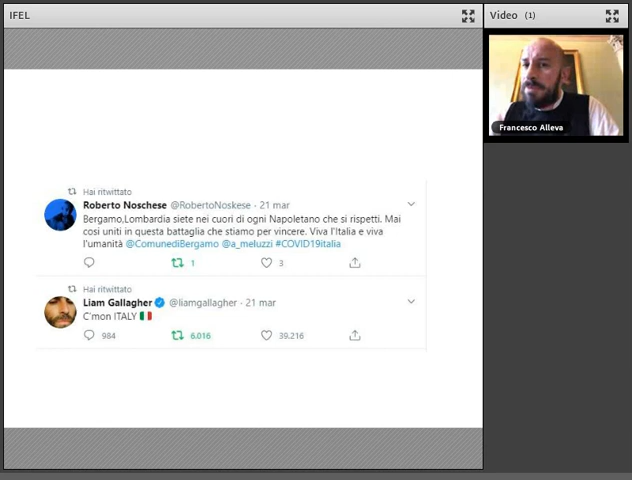 IFEL
Video (1)
Francesco Alleva
Hai ritwittato
Roberto Noschese @RobertoNoskese · 21 mar
Bergamo,Lombardia siete nei cuori di ogni Napoletano che si rispetti. Mai
cosi uniti in questa battaglia che stiamo per vincere. Viva l'Italia e viva
l'umanità @ComunediBergamo @a_meluzzi #COVID19italia
1 3
Hai ritwittato
Liam Gallagher @liamgallagher · 21 mar
C'mon ITALY
984 6.016 39.216